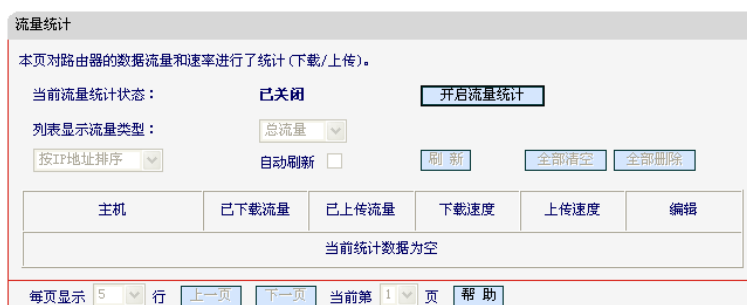 流量统计
本页对路由器的数据流量和速率进行了统计(下载/上传)。
当前流量统计状态： 已关闭 开启流量统计
列表显示流量类型： 总流量
按IP地址排序 自动刷新 刷 新 全部清空 全部删除
主机 已下载流量 已上传流量 下载速度 上传速度 编辑
当前统计数据为空
每页显示 5 行 上一页 下一页 当前第 1 页 帮 助